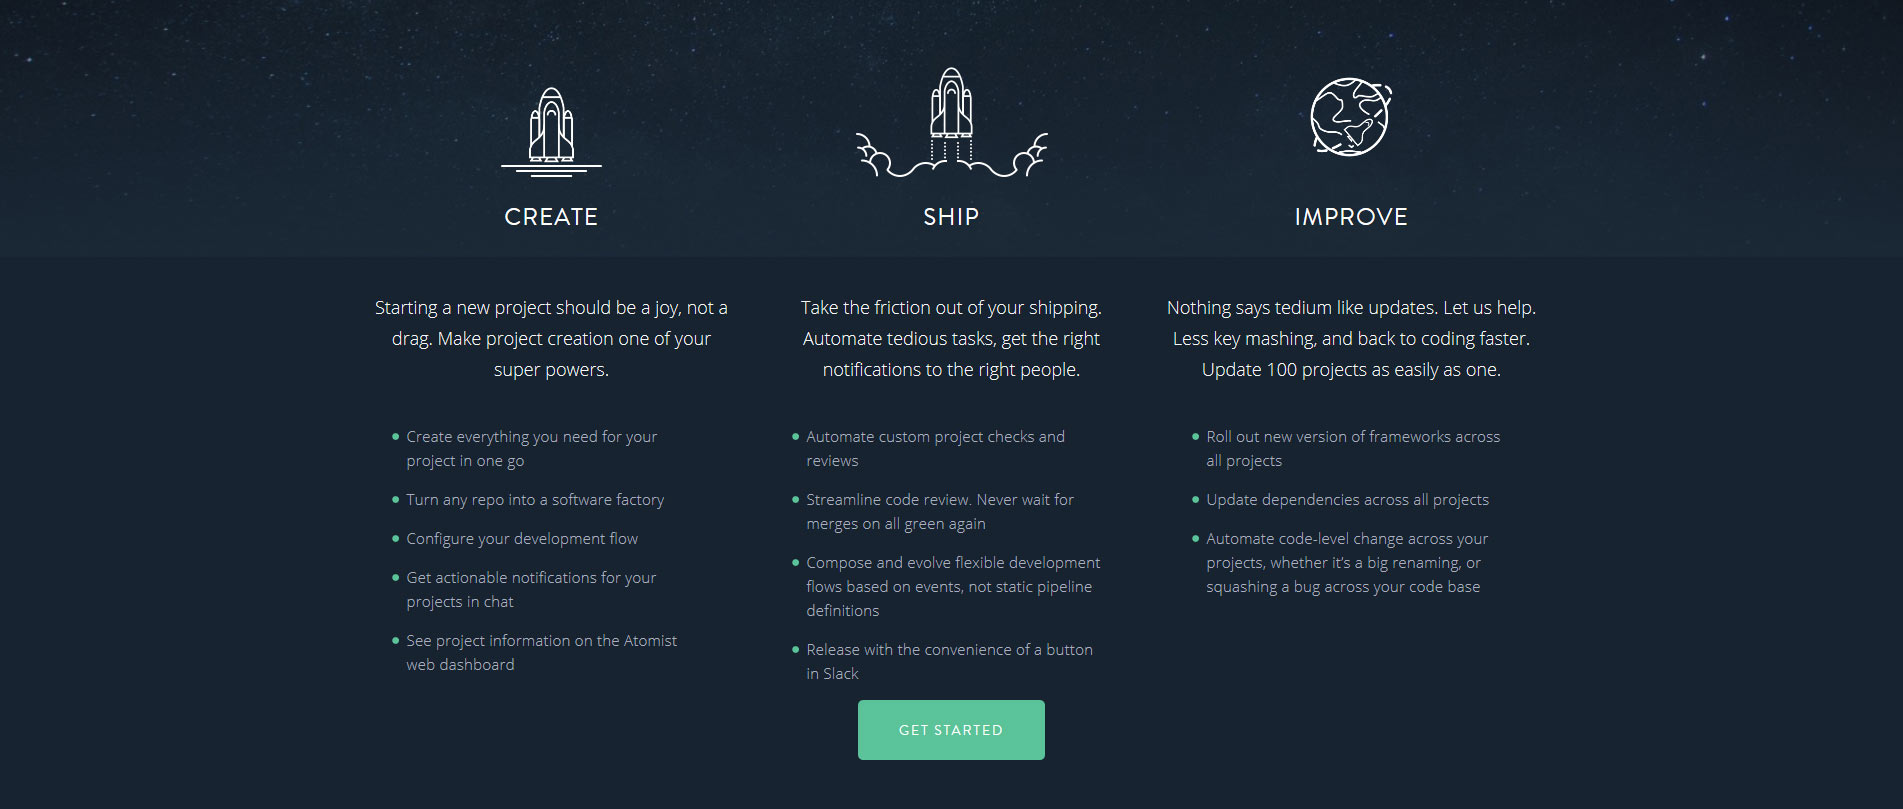 CREATE
Starting a new project should be a joy, not a
drag. Make project creation one of your
super powers.
Create everything you need for your
project in one go
Turn any repo into a software factory
Configure your development flow
Get actionable notifications for your
projects in chat
See project information on the Atomist
web dashboard
SHIP
Take the friction out of your shipping.
Automate tedious tasks, get the right
notifications to the right people.
Automate custom project checks and
reviews
Streamline code review. Never wait for
merges on all green again
Compose and evolve flexible development
flows based on events, not static pipeline
definitions
Release with the convenience of a button
in Slack
IMPROVE
Nothing says tedium like updates. Let us help.
Less key mashing, and back to coding faster.
Update 100 projects as easily as one.
Roll out new version of frameworks across
all projects
Update dependencies across all projects
Automate code-level change across your
projects, whether it’s a big renaming, or
squashing a bug across your code base
GET STARTED